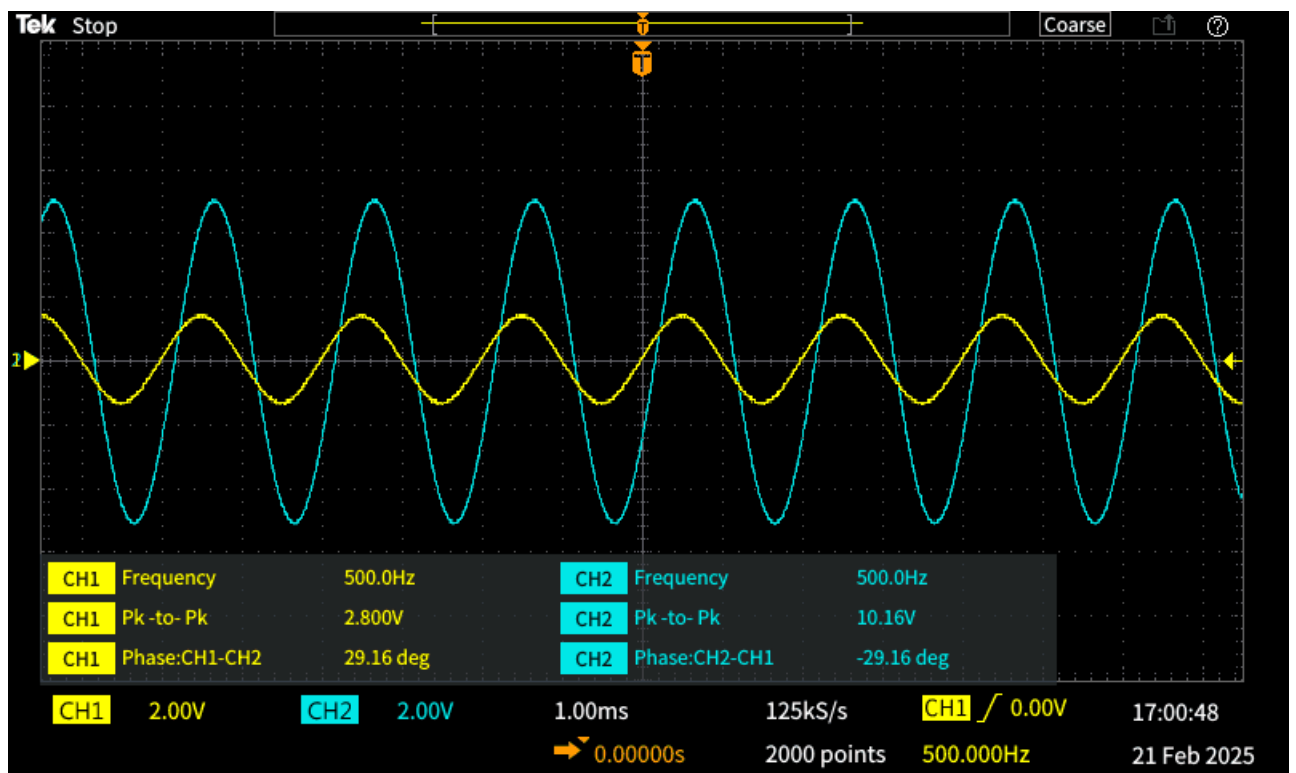 Tek Stop T Coarse ?
T
CH1 Frequency 500.0Hz CH2 Frequency 500.0Hz
CH1 Pk -to- Pk 2.800V CH2 Pk -to- Pk 10.16V
CH1 Phase:CH1-CH2 29.16 deg CH2 Phase:CH2-CH1 -29.16 deg
CH1 2.00V CH2 2.00V 1.00ms 125kS/s CH1 0.00V 17:00:48
0.00000s 2000 points 500.000Hz 21 Feb 2025